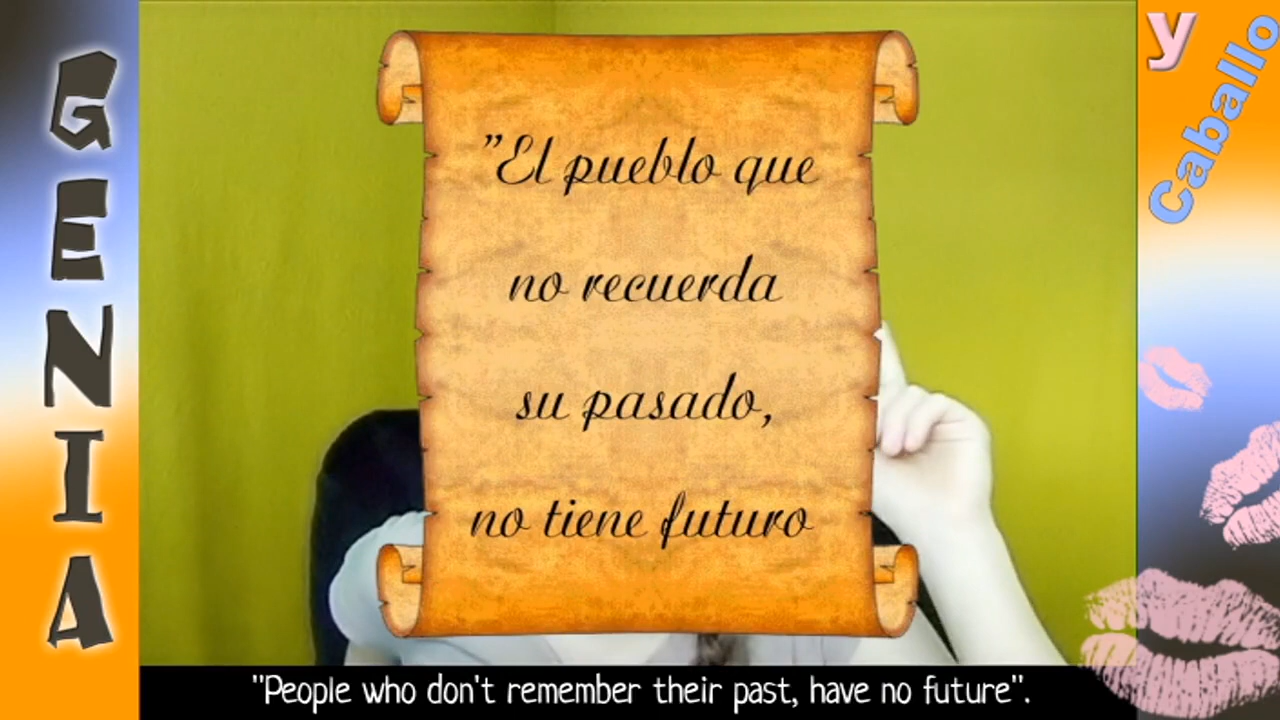 GENIA
"El pueblo que
no recuerda
su pasado,
no tiene futuro
y
Caballo
"People who don't remember their past, have no future".